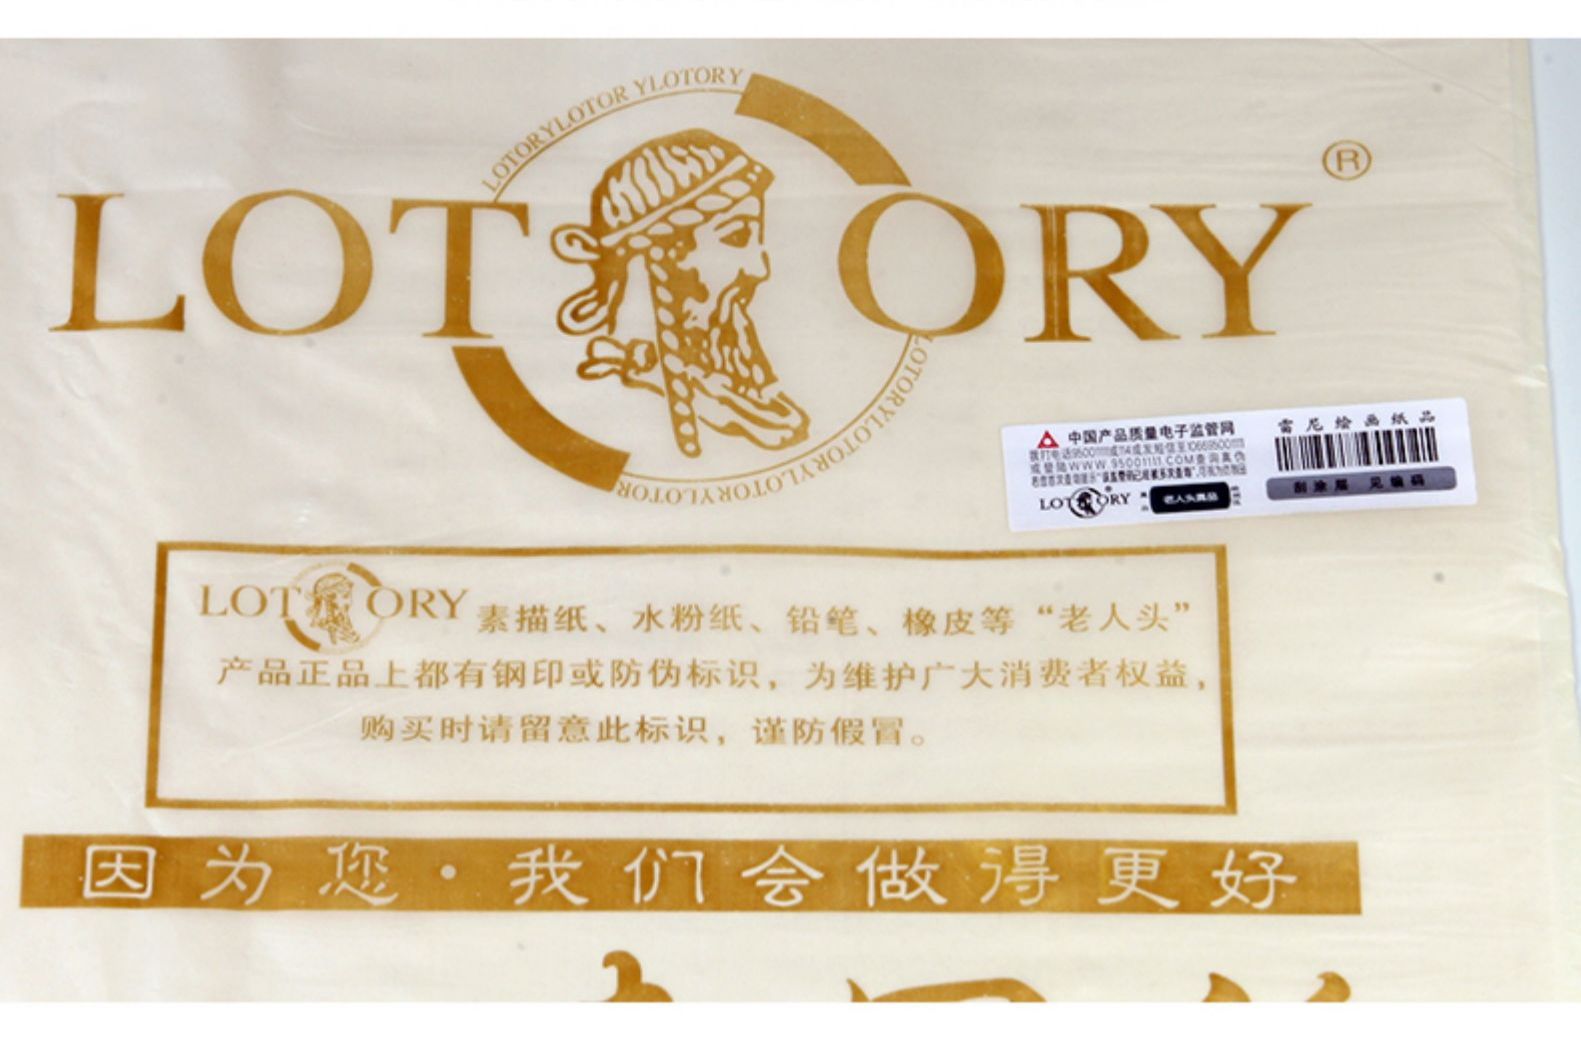 LOTORYLOTOR YLOTORY
LOT ORY ®
LOTORYLOTORYLOTORYLOTOR
中国产品质量电子监管网
雷尼绘画纸品
LOT ORY
老人头真品
刮涂层 见编码
LOT ORY 素描纸、水粉纸、铅笔、橡皮等“老人头”
产品正品上都有钢印或防伪标识，为维护广大消费者权益，
购买时请留意此标识，谨防假冒。
因为您·我们会做得更好